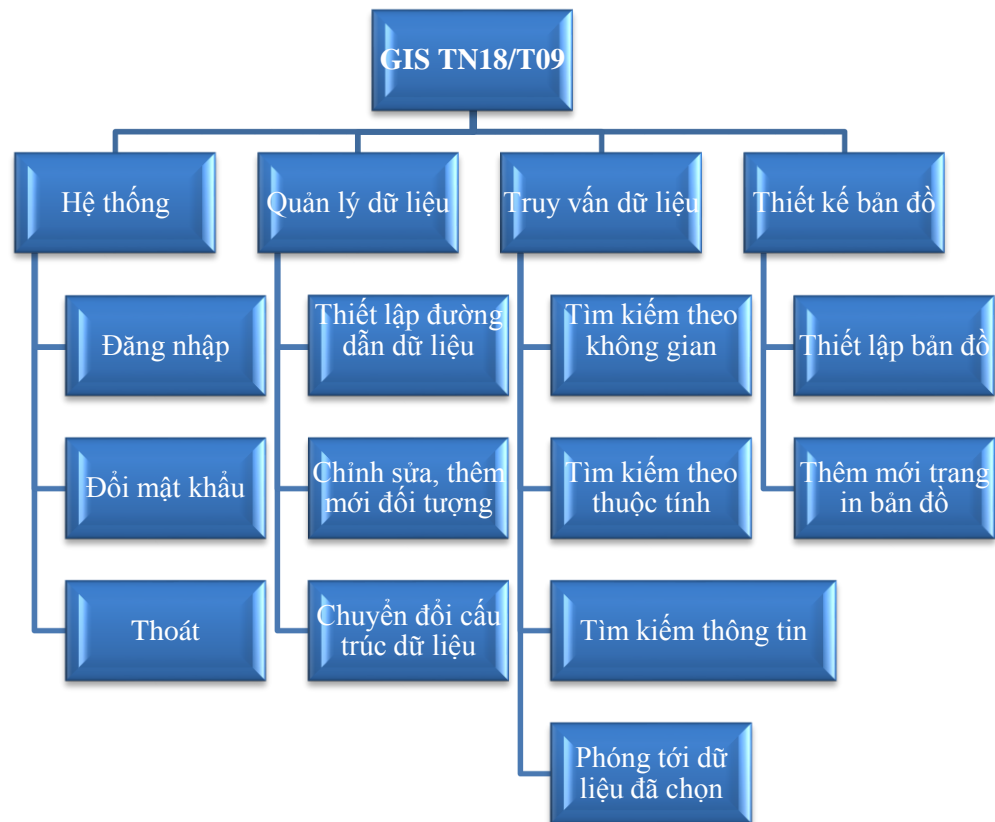 GIS TN18/T09
Hệ thống
Quản lý dữ liệu
Truy vấn dữ liệu
Thiết kế bản đồ
Đăng nhập
Thiết lập đường
dẫn dữ liệu
Tìm kiếm theo
không gian
Thiết lập bản đồ
Đổi mật khẩu
Chỉnh sửa, thêm
mới đối tượng
Tìm kiếm theo
thuộc tính
Thêm mới trang
in bản đồ
Thoát
Chuyển đổi cấu
trúc dữ liệu
Tìm kiếm thông tin
Phóng tới dữ
liệu đã chọn